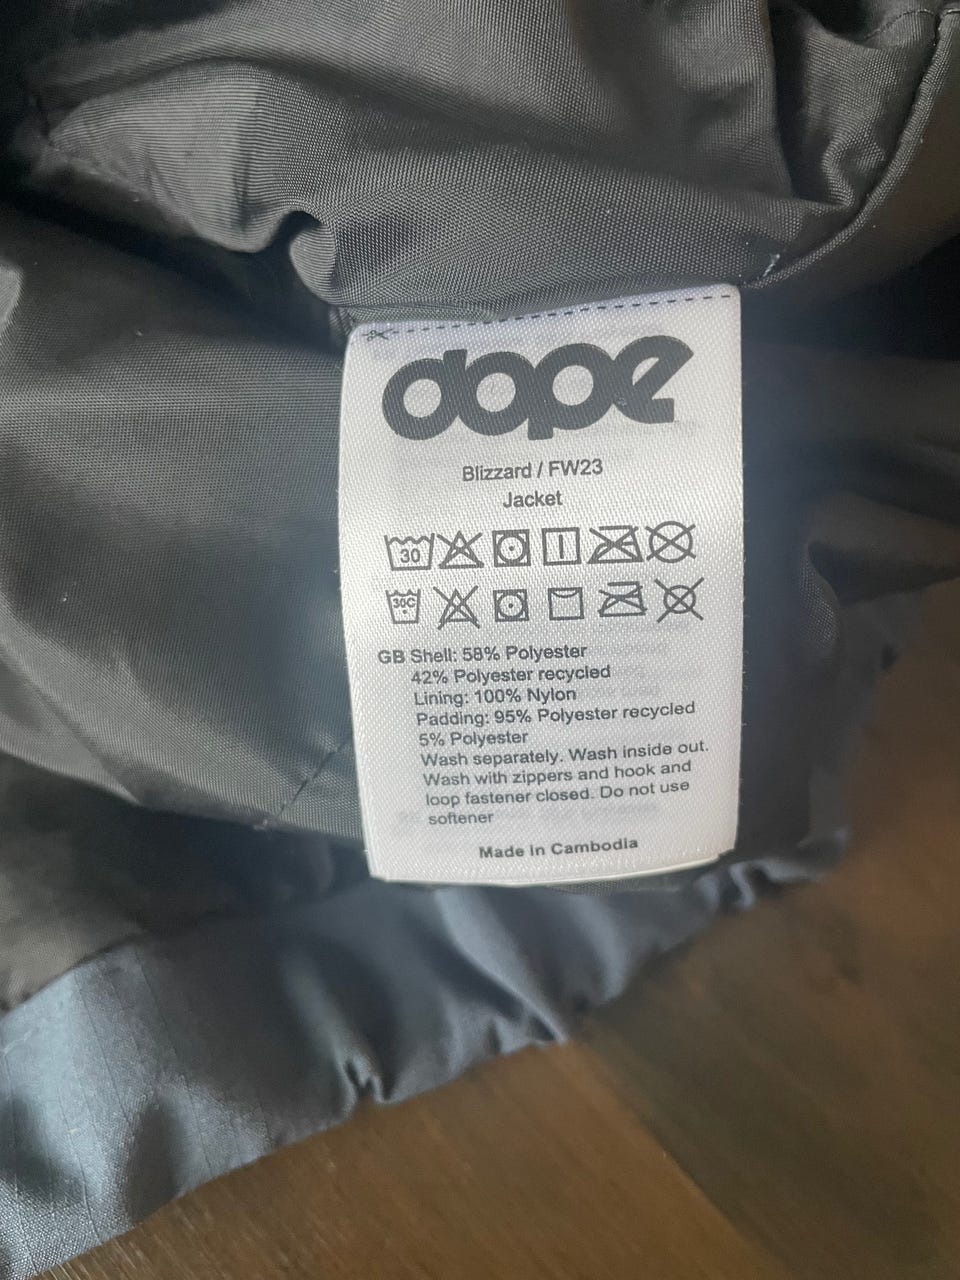 dope
Blizzard / FW23
Jacket
30
30C
GB Shell: 58% Polyester
42% Polyester recycled
Lining: 100% Nylon
Padding: 95% Polyester recycled
5% Polyester
Wash separately. Wash inside out.
Wash with zippers and hook and
loop fastener closed. Do not use
softener
Made in Cambodia